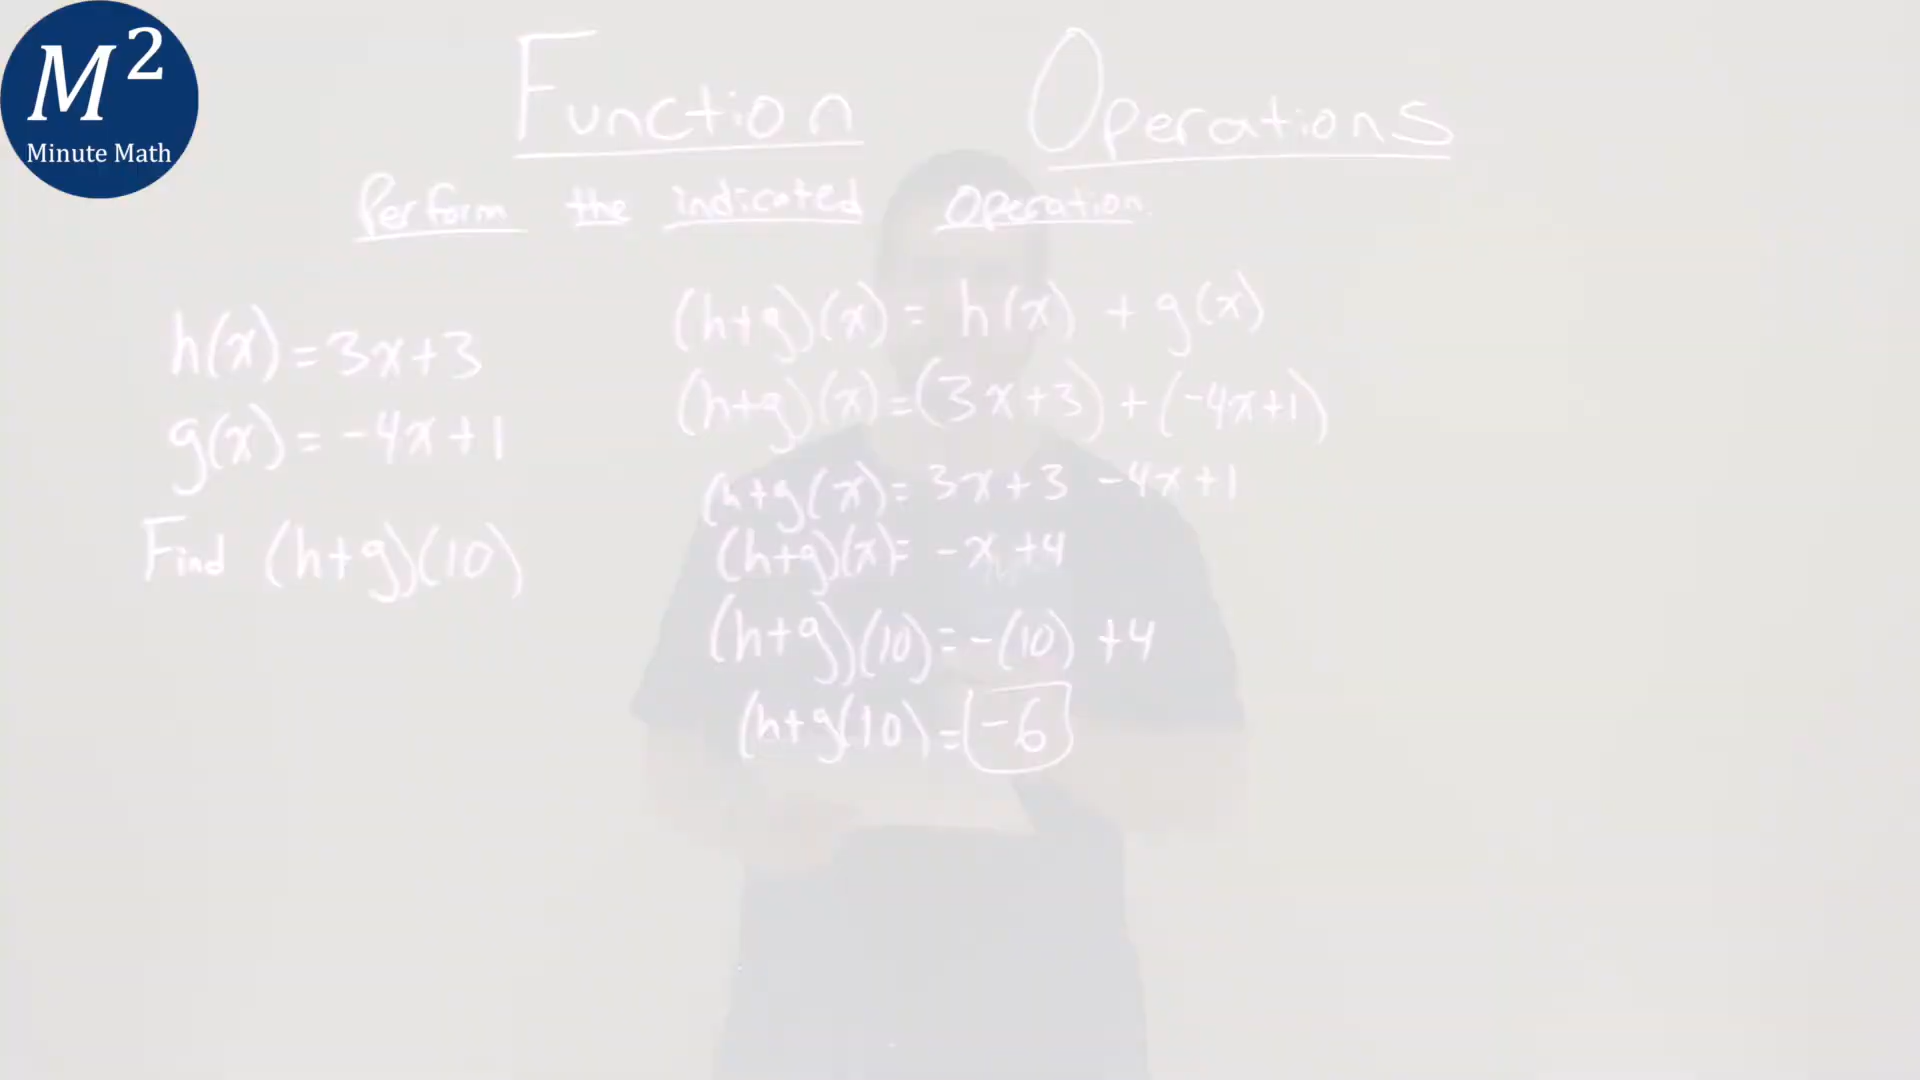 M²
Minute Math
Function Operations
Perform the indicated operation.
h(x) = 3x+3
g(x) = -4x+1
Find (h+g)(10)
(h+g)(x) = h(x) + g(x)
(h+g)(x) = (3x+3) + (-4x+1)
(h+g(x) = 3x+3 -4x+1
(h+g)(x) = -x+4
(h+g)(10) = -(10) +4
(h+g(10) = -6